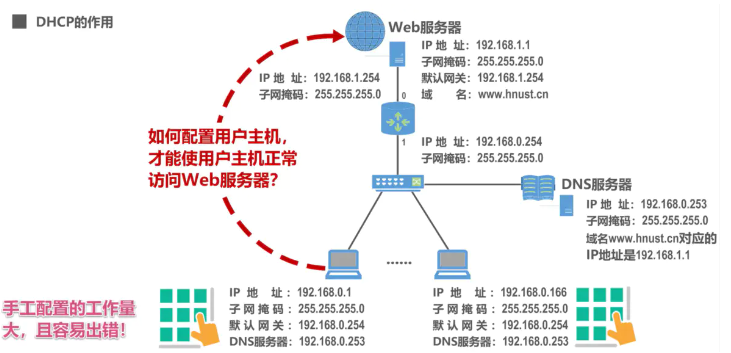 DHCP的作用
Web服务器
IP 地 址：192.168.1.1
子网掩码：255.255.255.0
默认网关：192.168.1.254
域 名：www.hnust.cn
IP 地 址：192.168.1.254
子网掩码：255.255.255.0
0
1
IP 地 址：192.168.0.254
子网掩码：255.255.255.0
如何配置用户主机，
才能使用户主机正常
访问Web服务器？
DNS服务器
IP 地 址：192.168.0.253
子网掩码：255.255.255.0
域名www.hnust.cn对应的
IP地址是192.168.1.1
......
手工配置的工作量
大，且容易出错！
IP 地 址：192.168.0.1
子 网 掩 码：255.255.255.0
默 认 网 关：192.168.0.254
DNS服务器：192.168.0.253
IP 地 址：192.168.0.166
子 网 掩 码：255.255.255.0
默 认 网 关：192.168.0.254
DNS服务器：192.168.0.253